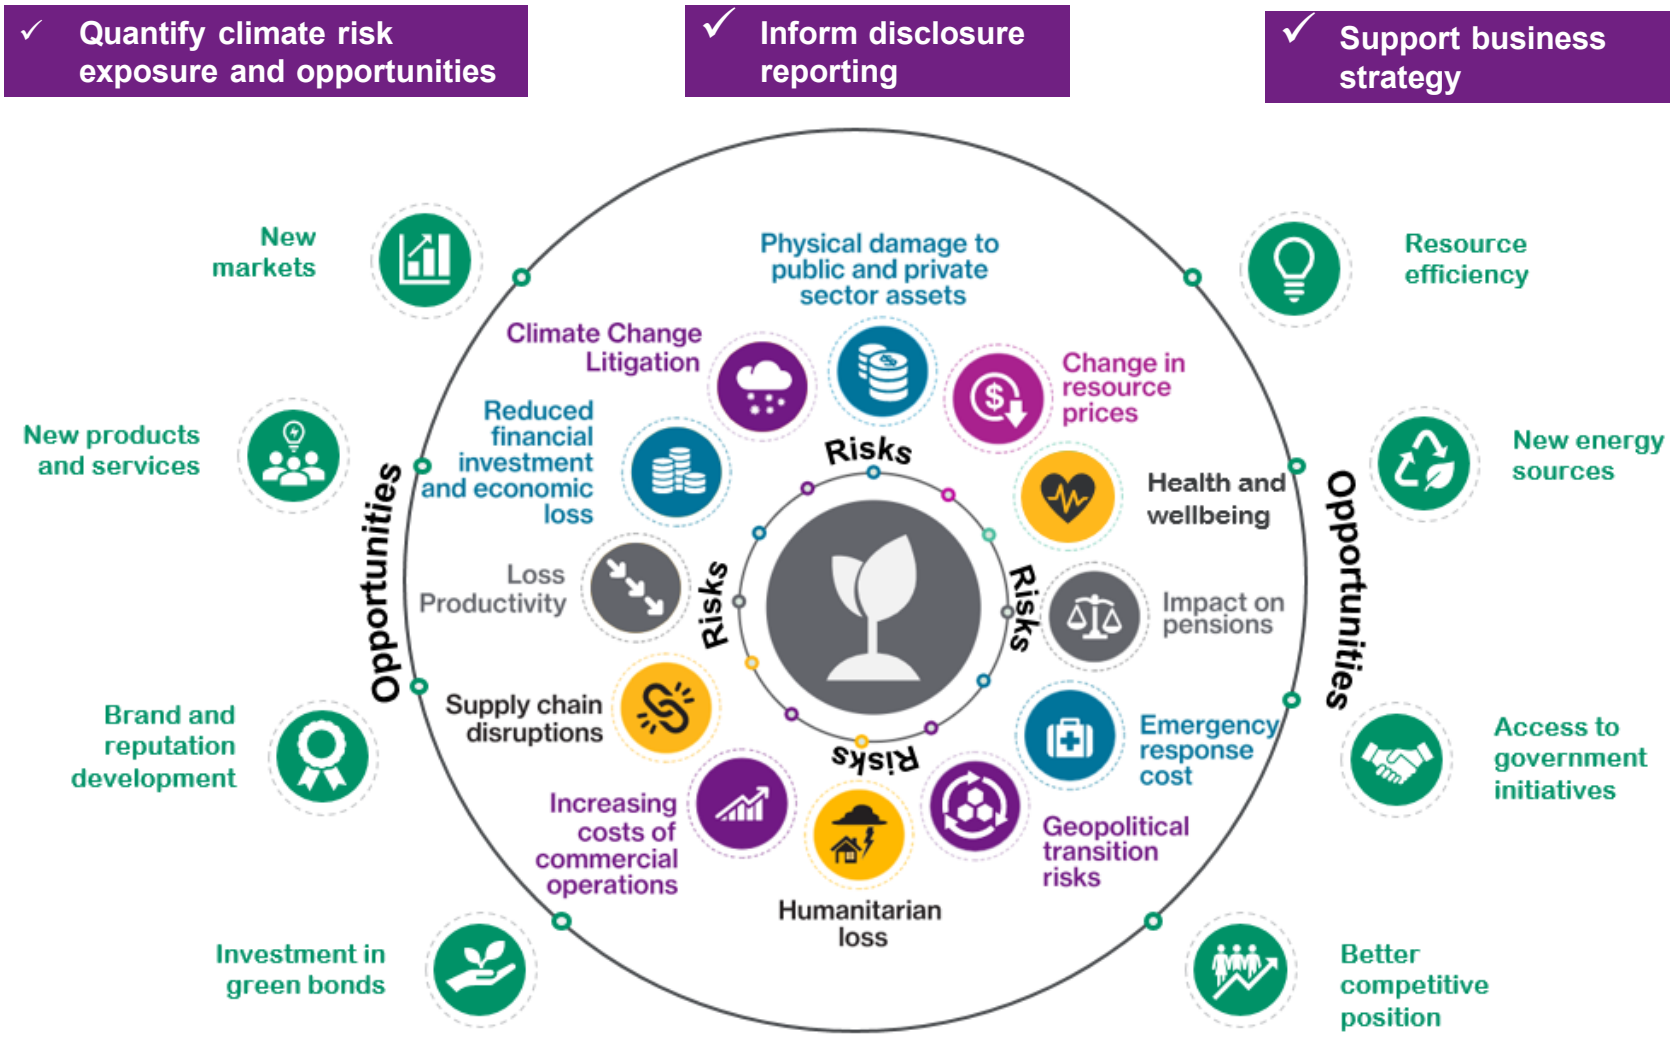 Quantify climate risk
exposure and opportunities
Inform disclosure
reporting
Support business
strategy
New
markets
New products
and services
Brand and
reputation
development
Investment in
green bonds
Opportunities
Physical damage to
public and private
sector assets
Climate Change
Litigation
Reduced
financial
investment
and economic
loss
Loss
Productivity
Supply chain
disruptions
Increasing
costs of
commercial
operations
Humanitarian
loss
Geopolitical
transition
risks
Emergency
response
cost
Impact on
pensions
Health and
wellbeing
Change in
resource
prices
$
$
Risks
Risks
Risks
Risks
Opportunities
Resource
efficiency
New energy
sources
Access to
government
initiatives
Better
competitive
position